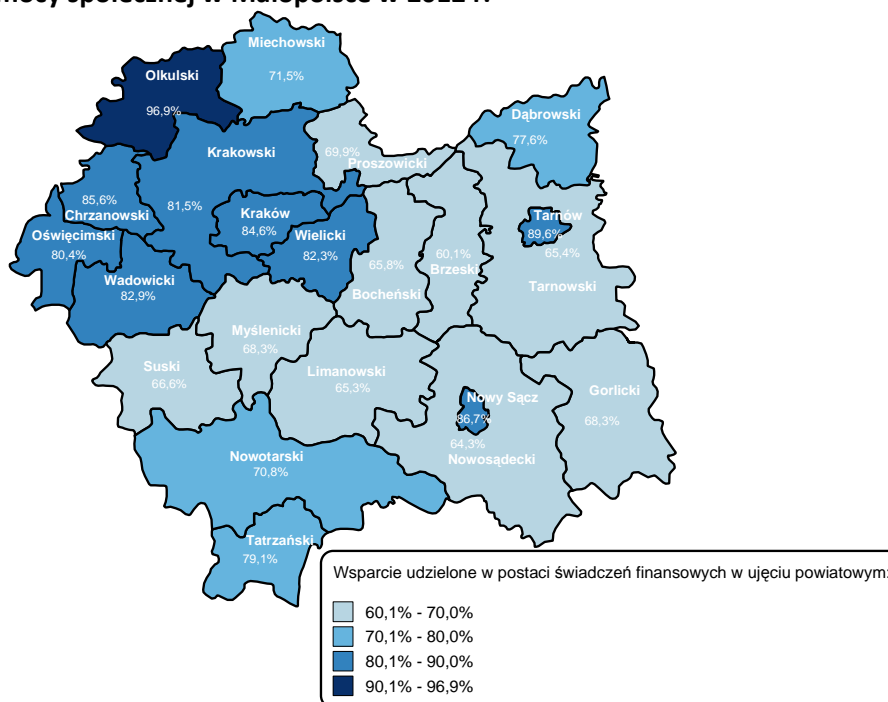 Małopolsce w
Miechowski
71,5%
Olkulski
96,9%
Dąbrowski
77,6%
Krakowski
81,5%
69,9%
Proszowicki
85,6%
Chrzanowski
Kraków
84,6%
Tarnów
89,6%
65,4%
Tarnowski
Oświęcimski
80,4%
Wielicki
82,3%
60,1%
Brzeski
65,8%
Bocheński
Wadowicki
82,9%
Myślenicki
68,3%
Suski
66,6%
Limanowski
65,3%
Nowy Sącz
86,7%
64,3%
Nowosądecki
Gorlicki
68,3%
Nowotarski
70,8%
Tatrzański
79,1%
Wsparcie udzielone w postaci świadczeń finansowych w ujęciu powiatowym:
60,1% - 70,0%
70,1% - 80,0%
80,1% - 90,0%
90,1% - 96,9%